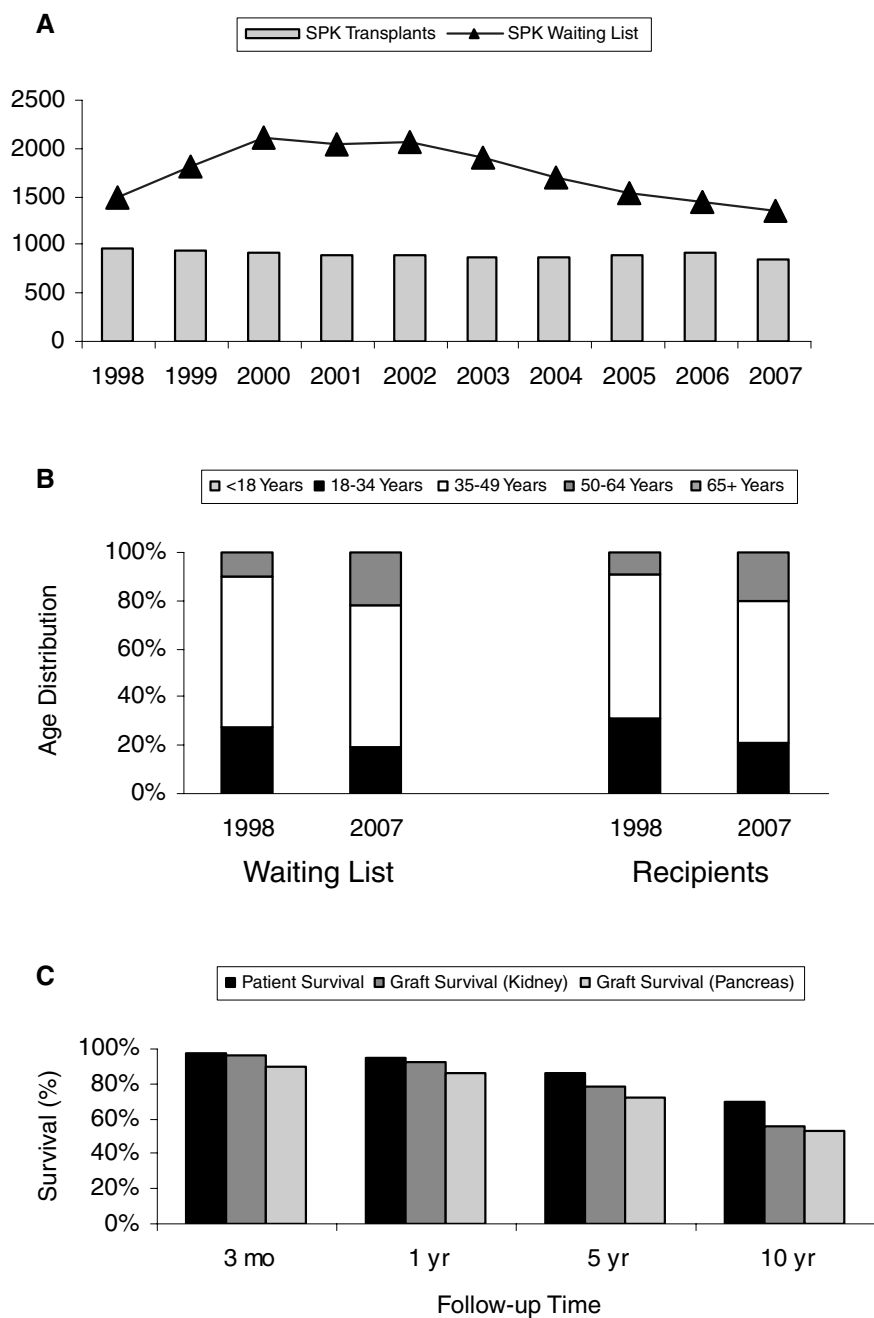 A
SPK Transplants SPK Waiting List
2500
2000
1500
1000
500
0
1998 1999 2000 2001 2002 2003 2004 2005 2006 2007
B
<18 Years 18-34 Years 35-49 Years 50-64 Years 65+ Years
Age Distribution
100%
80%
60%
40%
20%
0%
1998 2007 1998 2007
Waiting List Recipients
C
Patient Survival Graft Survival (Kidney) Graft Survival (Pancreas)
Survival (%)
100%
80%
60%
40%
20%
0%
3 mo 1 yr 5 yr 10 yr
Follow-up Time